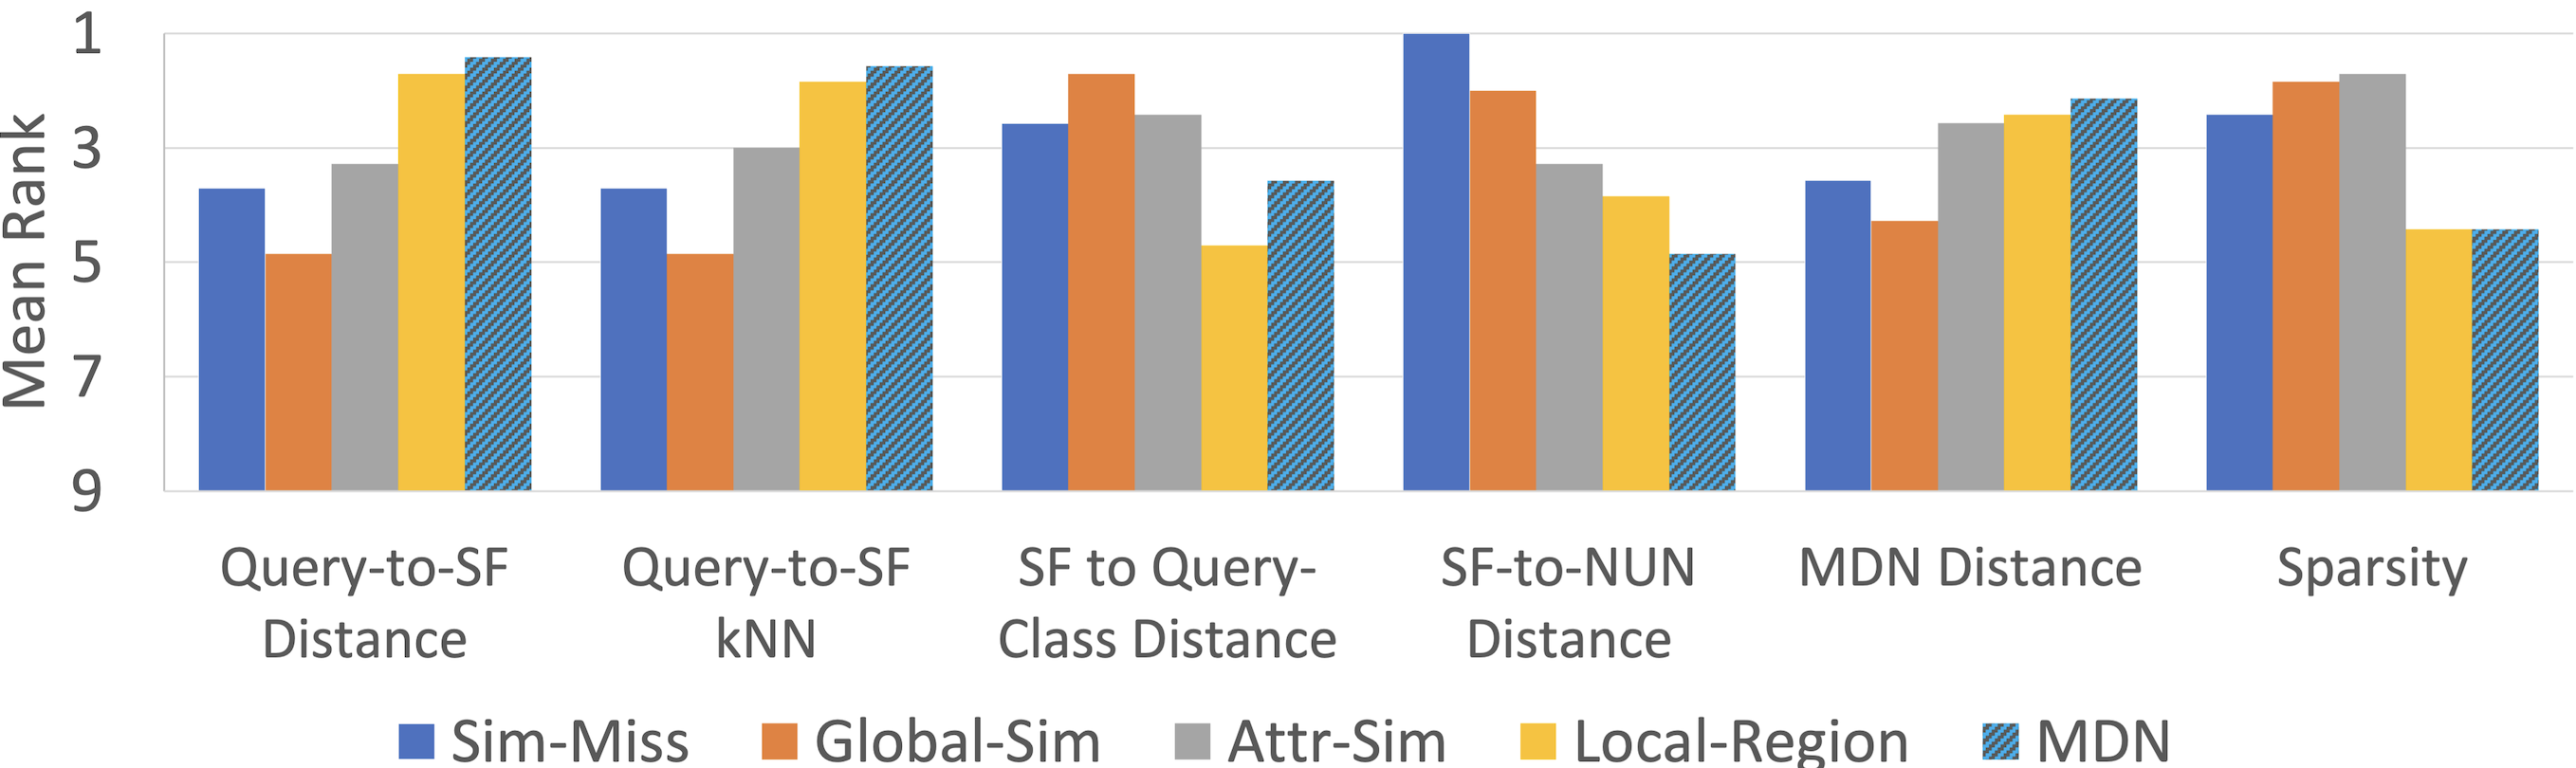 Mean Rank
1
3
5
7
9
Query-to-SF Distance
Query-to-SF kNN
SF to Query-Class Distance
SF-to-NUN Distance
MDN Distance
Sparsity
Sim-Miss Global-Sim Attr-Sim Local-Region MDN